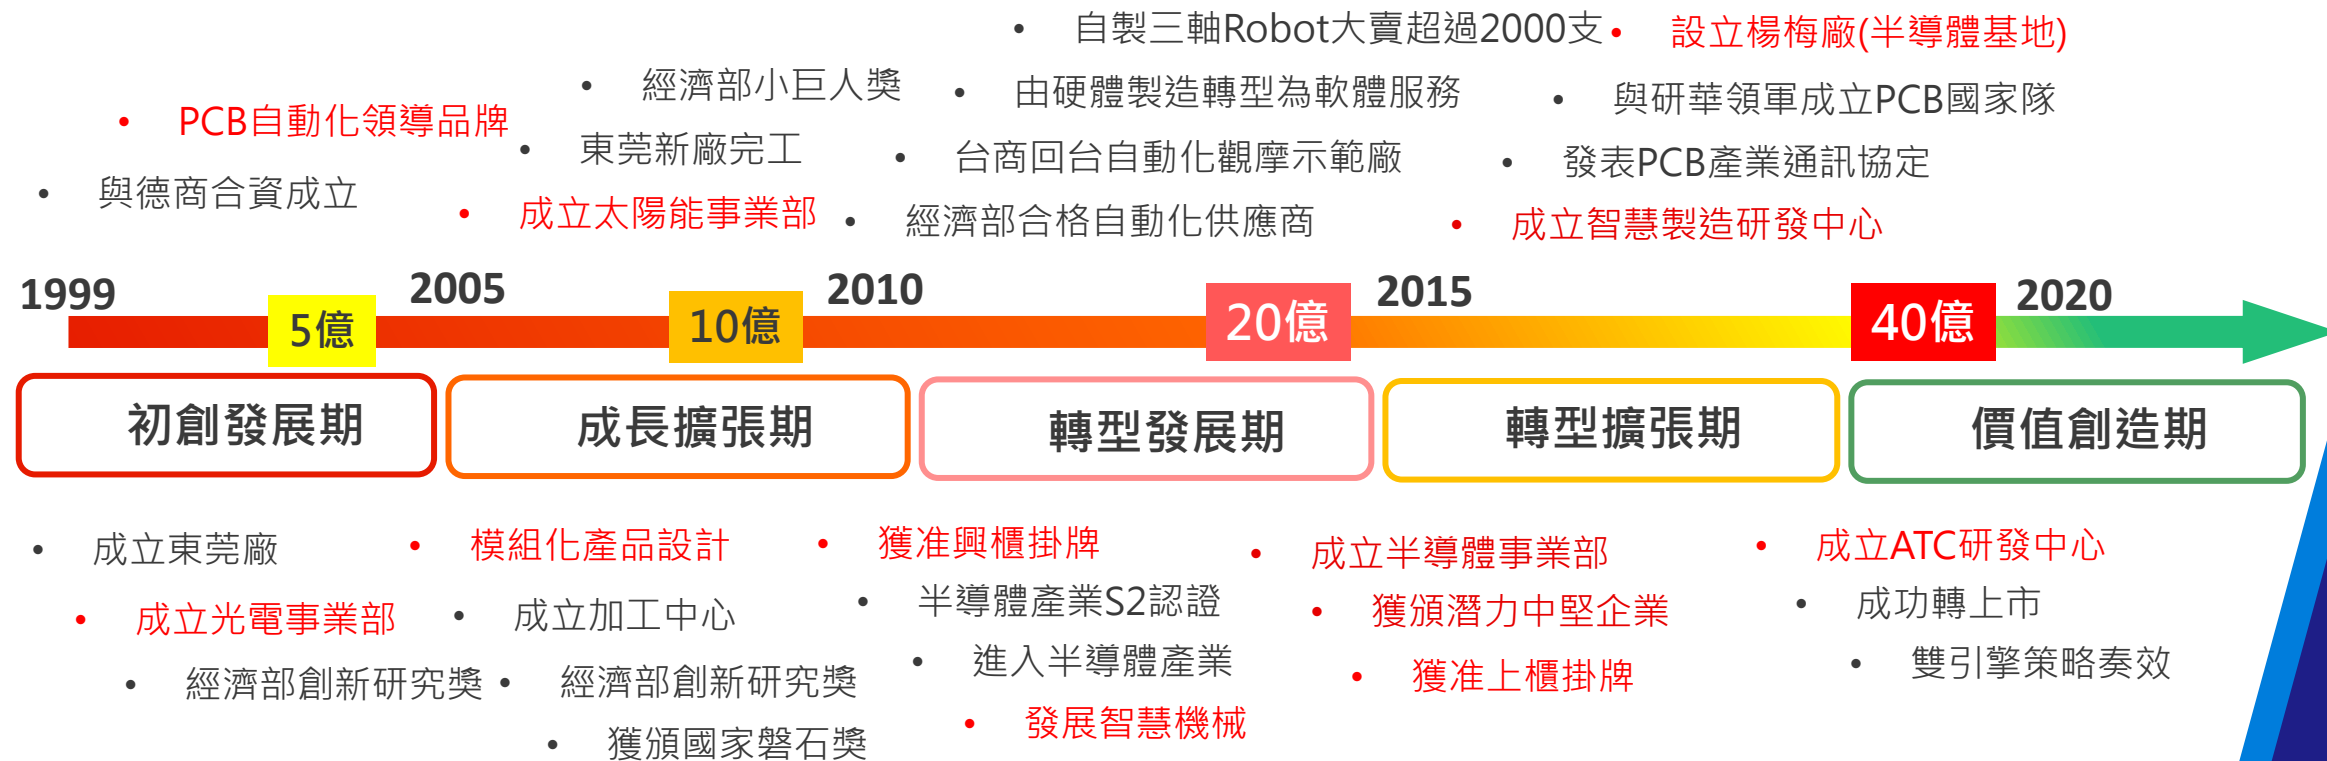 自製三軸Robot大賣超過2000支
設立楊梅廠(半導體基地)
經濟部小巨人獎
由硬體製造轉型為軟體服務
與研華領軍成立PCB國家隊
PCB自動化領導品牌
東莞新廠完工
台商回台自動化觀摩示範廠
發表PCB產業通訊協定
與德商合資成立
成立太陽能事業部
經濟部合格自動化供應商
成立智慧製造研發中心
1999
2005
2010
2015
2020
5億
10億
20億
40億
初創發展期
成長擴張期
轉型發展期
轉型擴張期
價值創造期
成立東莞廠
模組化產品設計
獲准興櫃掛牌
成立半導體事業部
成立ATC研發中心
成立光電事業部
成立加工中心
半導體產業S2認證
獲頒潛力中堅企業
成功轉上市
經濟部創新研究獎
經濟部創新研究獎
進入半導體產業
獲准上櫃掛牌
雙引擎策略奏效
獲頒國家磐石獎
發展智慧機械